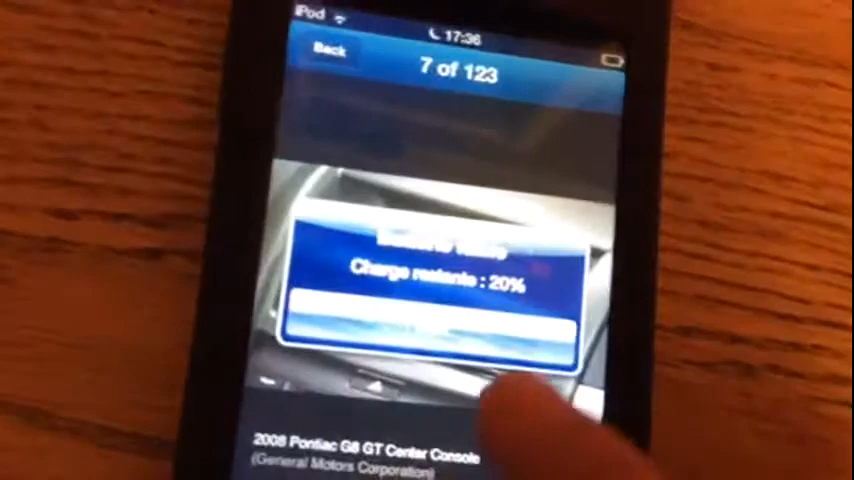 iPod
17:36
Back
7 of 123
Charge restante : 20%
2008 Pontiac G8 GT Center Console
(General Motors Corporation)